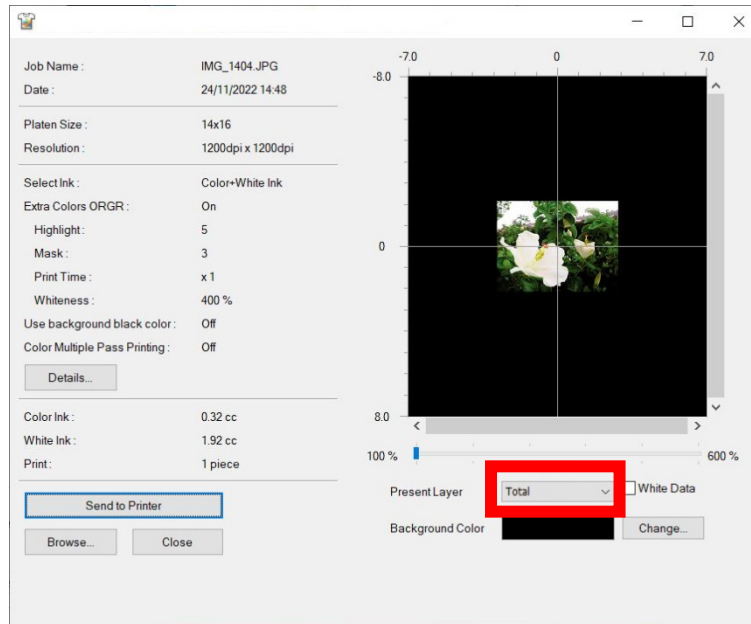 Job Name : IMG_1404.JPG
Date : 24/11/2022 14:48
Platen Size : 14x16
Resolution : 1200dpi x 1200dpi
Select Ink : Color+White Ink
Extra Colors ORGR : On
Highlight : 5
Mask : 3
Print Time : x 1
Whiteness : 400 %
Use background black color : Off
Color Multiple Pass Printing : Off
Details...
Color Ink : 0.32 cc
White Ink : 1.92 cc
Print : 1 piece
Send to Printer
Browse... Close
-7.0 0 7.0
-8.0
0
8.0
100 % 600 %
Present Layer Total White Data
Background Color Change...